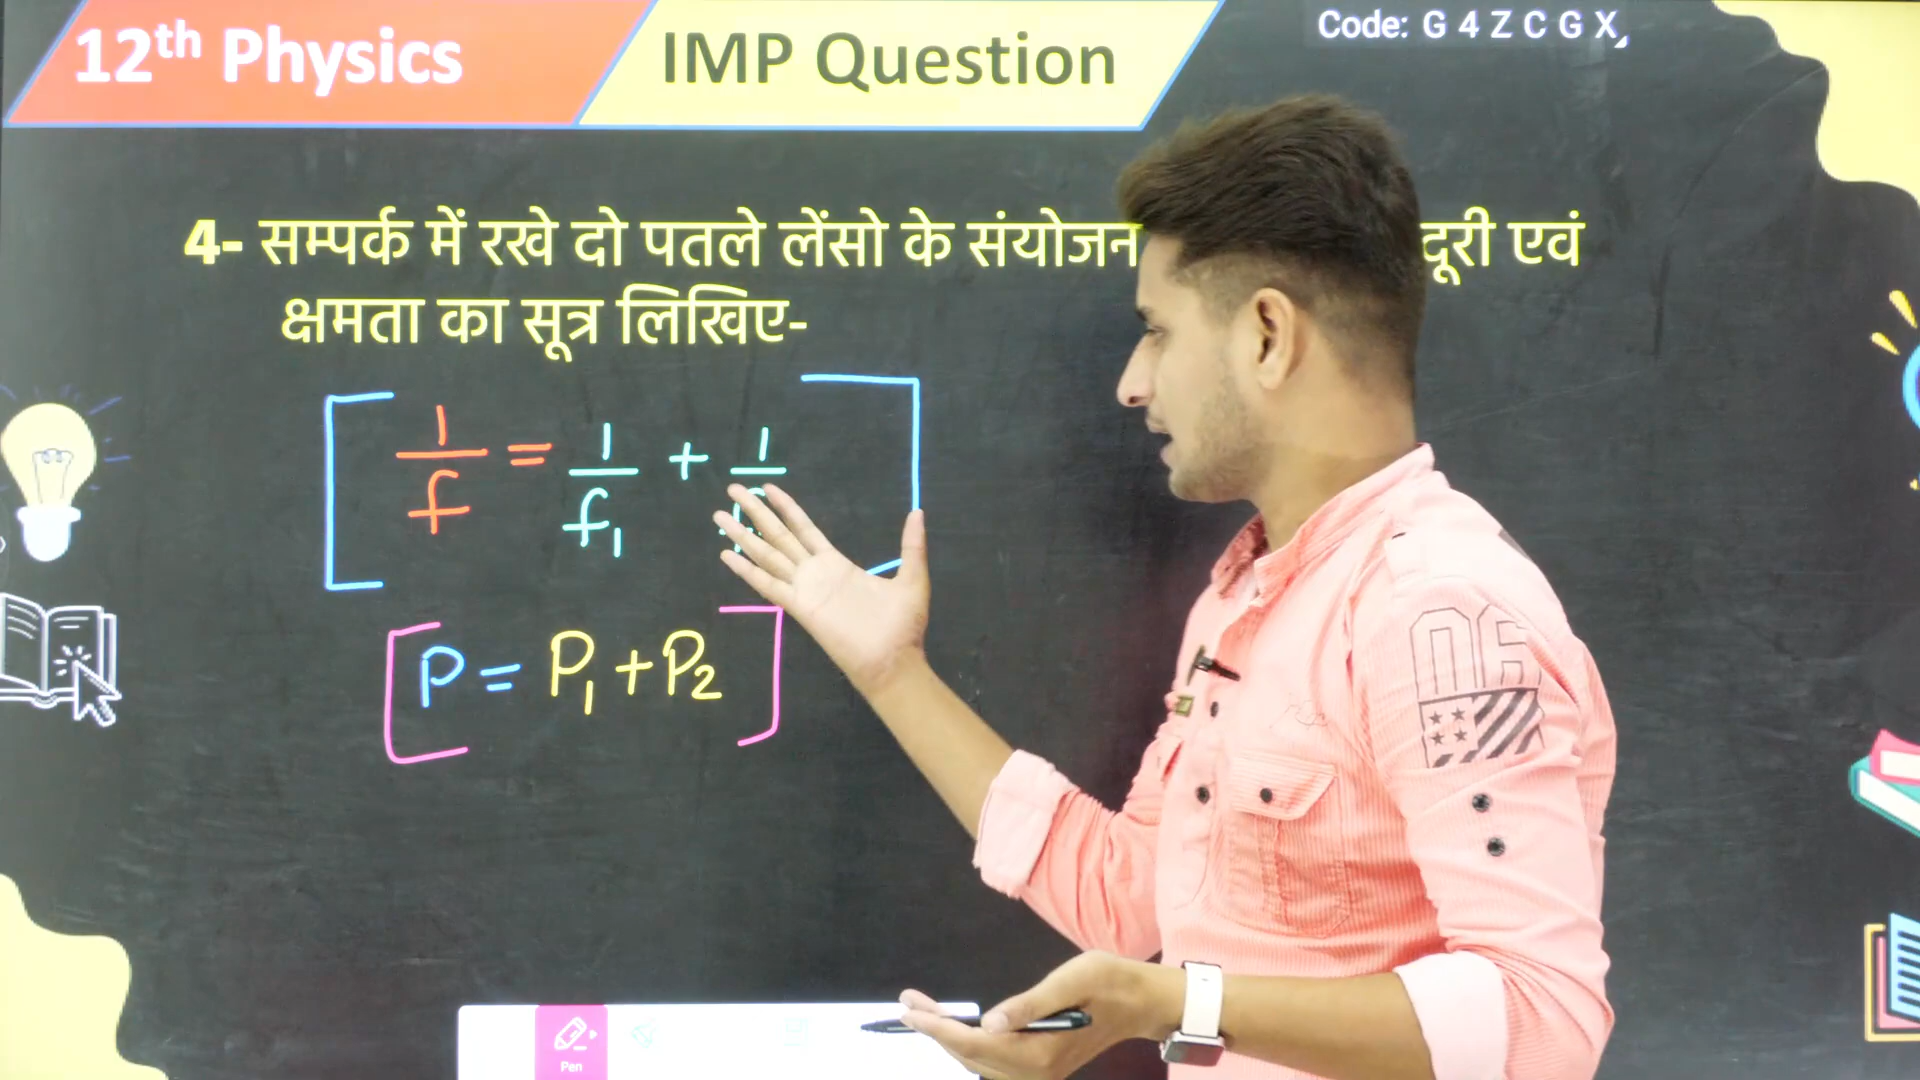 12th Physics
IMP Question
Code: G 4 Z C G X
4- सम्पर्क में रखे दो पतले लेंसो के संयोजन दूरी एवं
क्षमता का सूत्र लिखिए-
1/f = 1/f₁ + 1/
P = P₁ + P₂
06
Pen